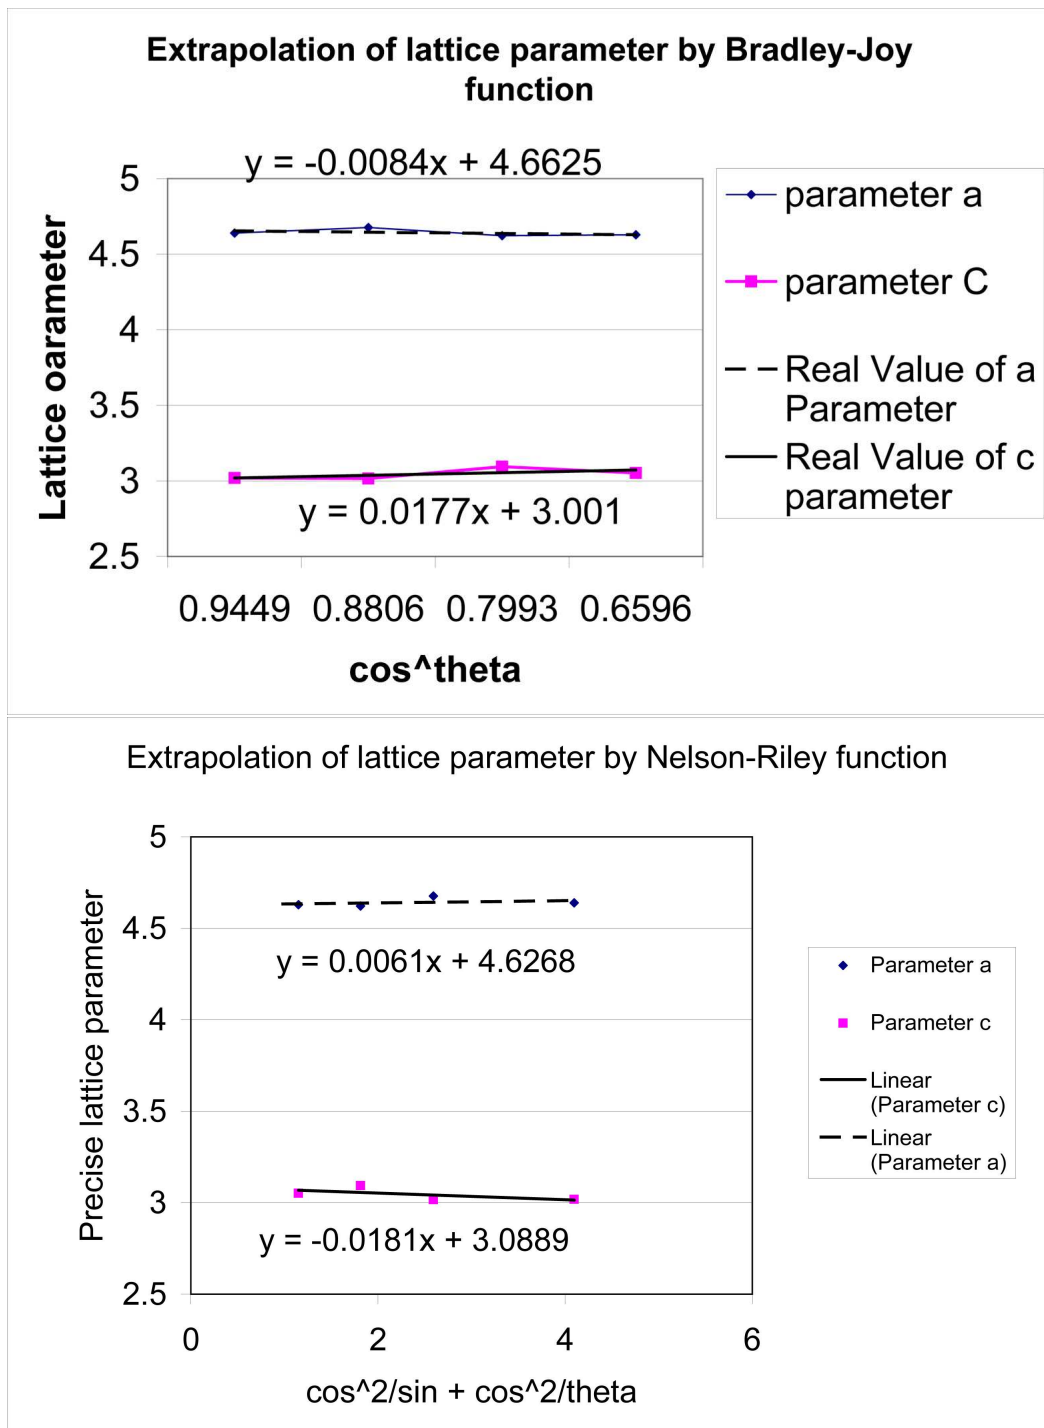 Extrapolation of lattice parameter by Bradley-Joy
function
y = -0.0084x + 4.6625
5
4.5
4
3.5
3
2.5
Lattice oarameter
y = 0.0177x + 3.001
0.9449 0.8806 0.7993 0.6596
cos^theta
parameter a
parameter C
Real Value of a
Parameter
Real Value of c
parameter
Extrapolation of lattice parameter by Nelson-Riley function
5
4.5
4
3.5
3
2.5
Precise lattice parameter
y = 0.0061x + 4.6268
y = -0.0181x + 3.0889
0 2 4 6
cos^2/sin + cos^2/theta
Parameter a
Parameter c
Linear
(Parameter c)
Linear
(Parameter a)